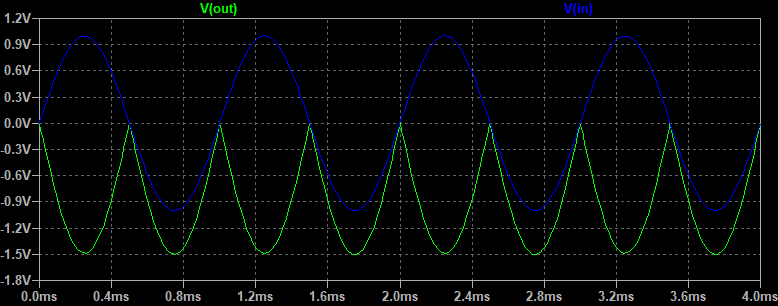 V(out) V(in)
1.2V
0.9V
0.6V
0.3V
0.0V
-0.3V
-0.6V
-0.9V
-1.2V
-1.5V
-1.8V
0.0ms 0.4ms 0.8ms 1.2ms 1.6ms 2.0ms 2.4ms 2.8ms 3.2ms 3.6ms 4.0ms